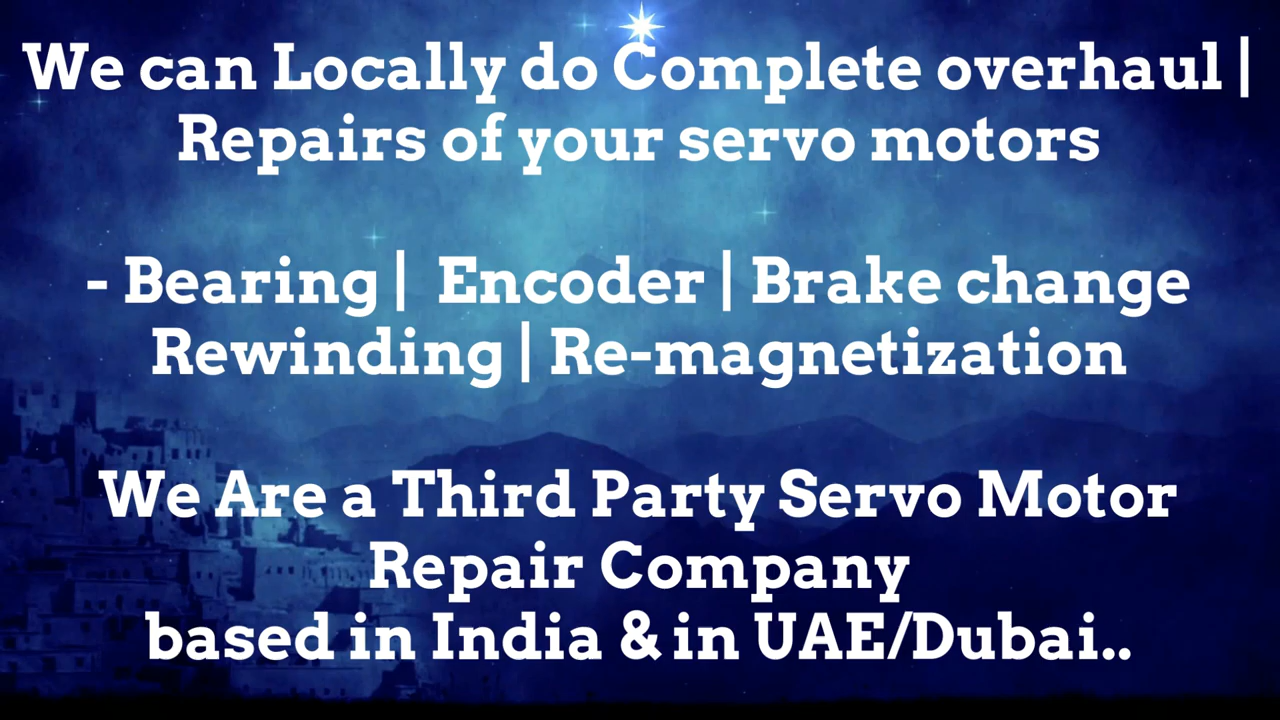 We can Locally do Complete overhaul |
Repairs of your servo motors
- Bearing | Encoder | Brake change
Rewinding | Re-magnetization
We Are a Third Party Servo Motor
Repair Company
based in India & in UAE/Dubai..